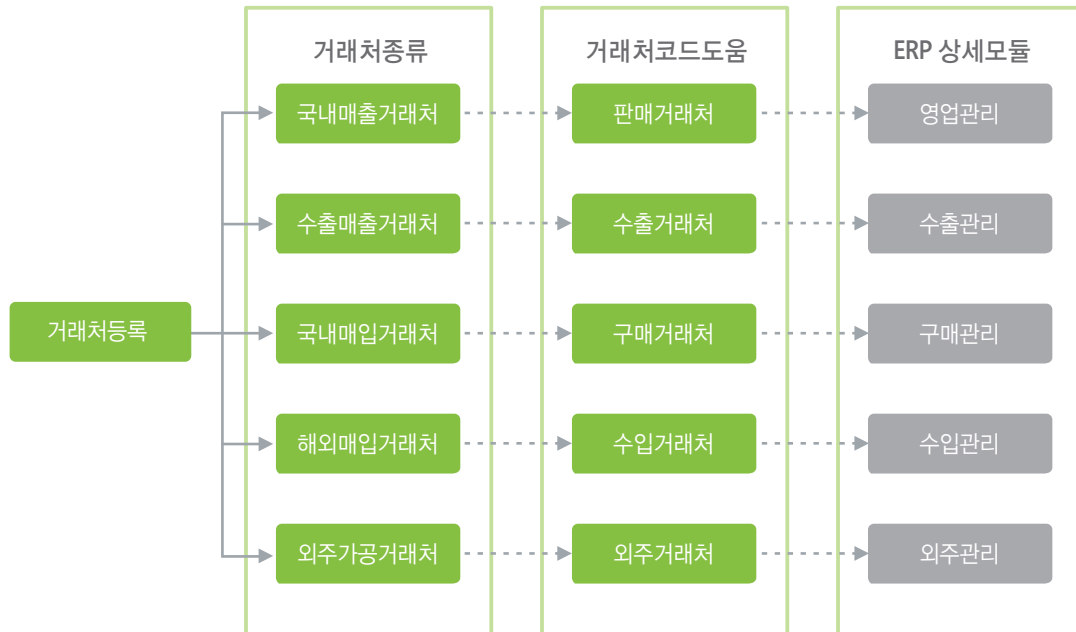 거래처종류
거래처코드도움
ERP 상세모듈
국내매출거래처
판매거래처
영업관리
수출매출거래처
수출거래처
수출관리
거래처등록
국내매입거래처
구매거래처
구매관리
해외매입거래처
수입거래처
수입관리
외주가공거래처
외주거래처
외주관리